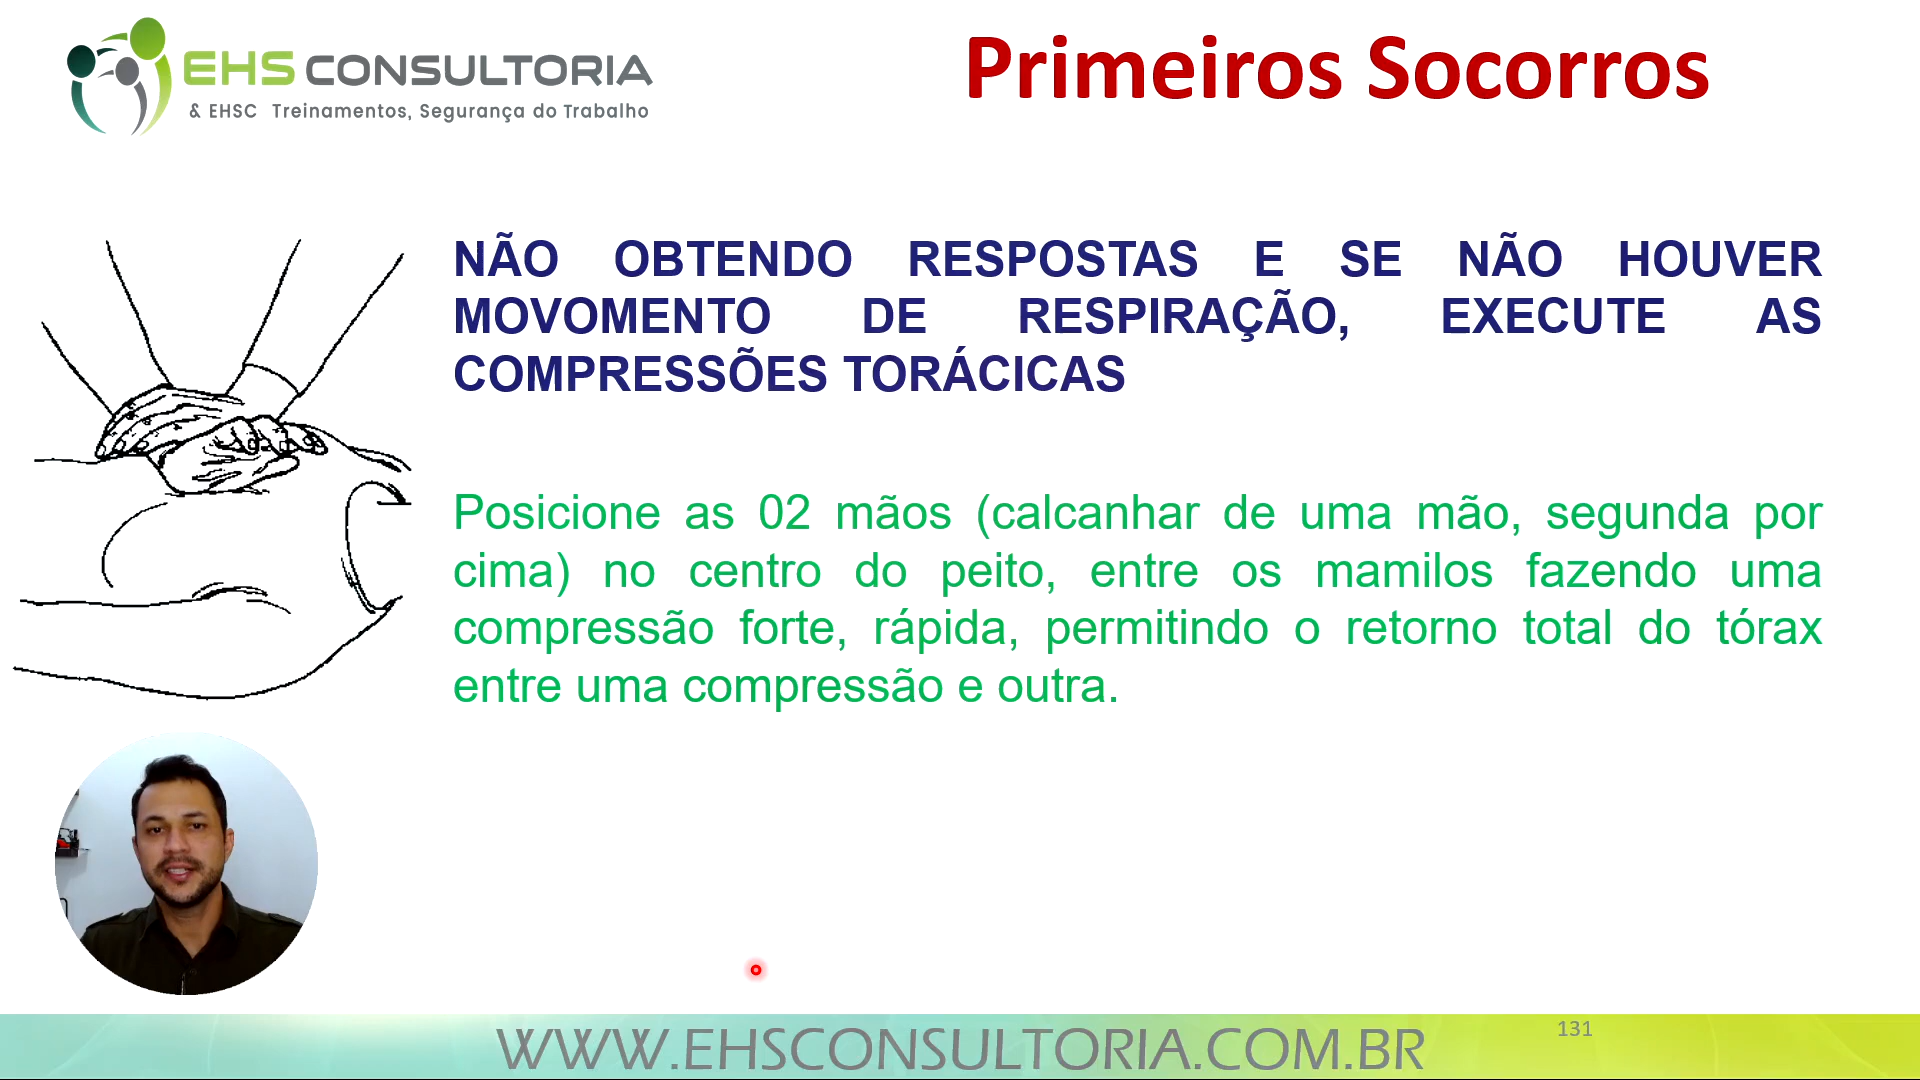 EHS CONSULTORIA
& EHSC Treinamentos, Segurança do Trabalho
Primeiros Socorros
NÃO OBTENDO RESPOSTAS E SE NÃO HOUVER
MOVOMENTO DE RESPIRAÇÃO, EXECUTE AS
COMPRESSÕES TORÁCICAS
Posicione as 02 mãos (calcanhar de uma mão, segunda por
cima) no centro do peito, entre os mamilos fazendo uma
compressão forte, rápida, permitindo o retorno total do tórax
entre uma compressão e outra.
WWW.EHSCONSULTORIA.COM.BR
131